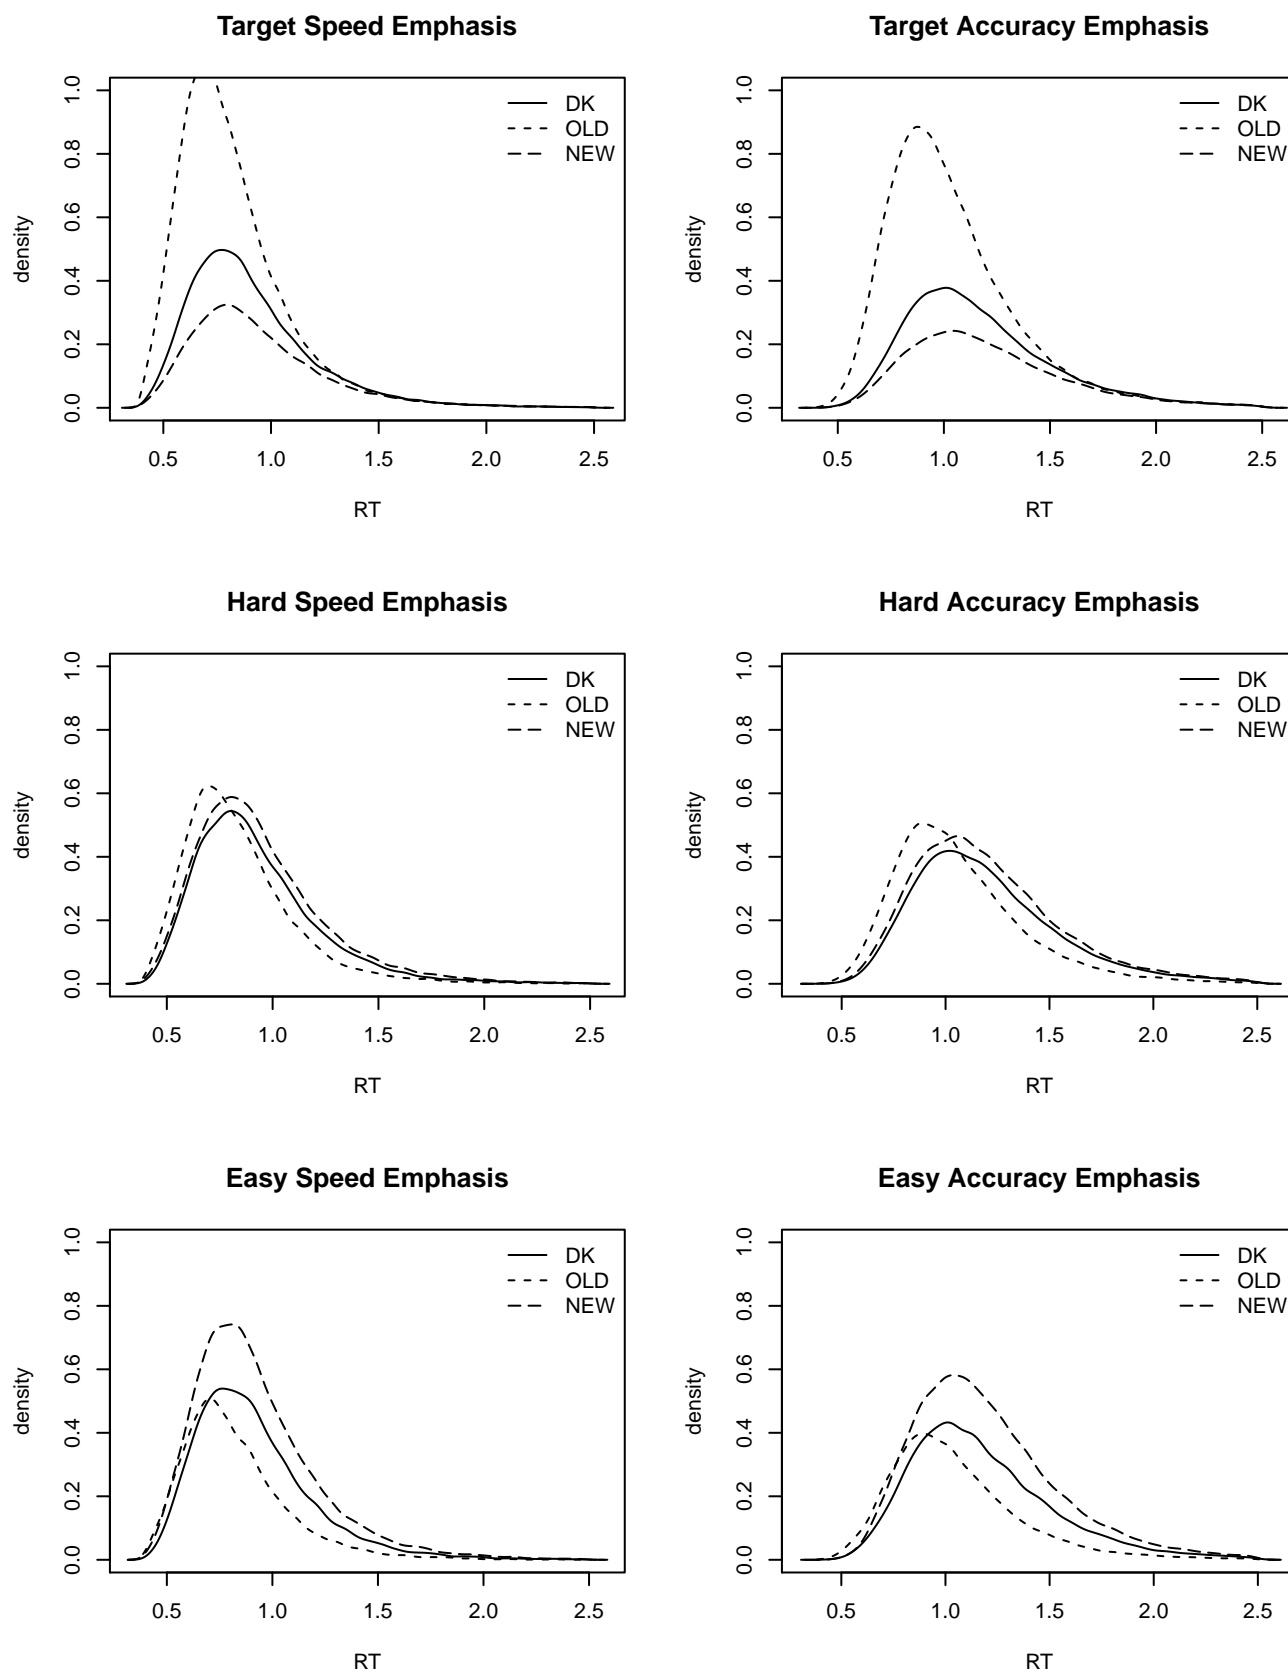 Target Speed Emphasis
density
1.0
0.8
0.6
0.4
0.2
0.0
DK
OLD
NEW
0.5 1.0 1.5 2.0 2.5
RT
Target Accuracy Emphasis
density
1.0
0.8
0.6
0.4
0.2
0.0
DK
OLD
NEW
0.5 1.0 1.5 2.0 2.5
RT
Hard Speed Emphasis
density
1.0
0.8
0.6
0.4
0.2
0.0
DK
OLD
NEW
0.5 1.0 1.5 2.0 2.5
RT
Hard Accuracy Emphasis
density
1.0
0.8
0.6
0.4
0.2
0.0
DK
OLD
NEW
0.5 1.0 1.5 2.0 2.5
RT
Easy Speed Emphasis
density
1.0
0.8
0.6
0.4
0.2
0.0
DK
OLD
NEW
0.5 1.0 1.5 2.0 2.5
RT
Easy Accuracy Emphasis
density
1.0
0.8
0.6
0.4
0.2
0.0
DK
OLD
NEW
0.5 1.0 1.5 2.0 2.5
RT